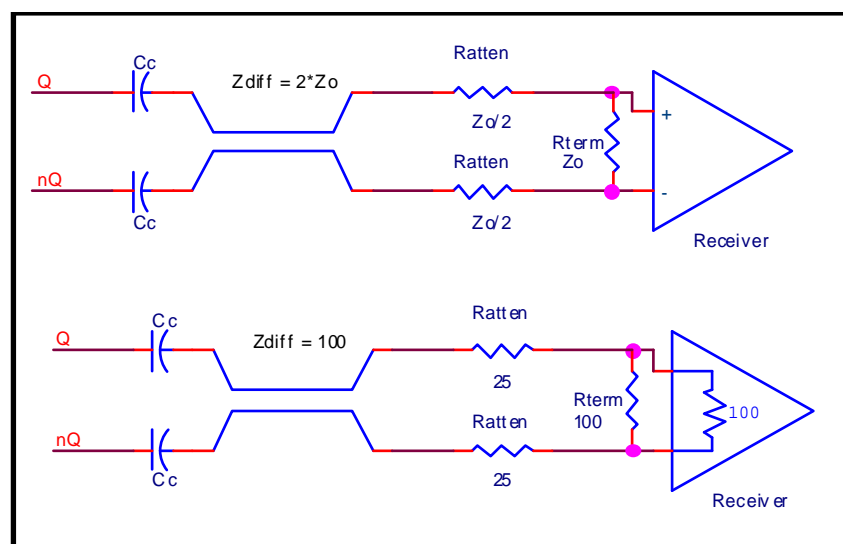 Cc
Q
Zdiff = 2*Zo
Ratten
Zo/2
+
Rterm
Zo
Ratten
nQ
-
Cc
Zo/2
Receiver
Cc
Q
Zdiff = 100
Ratten
25
Rterm
100
100
Ratten
nQ
Cc
25
Receiver